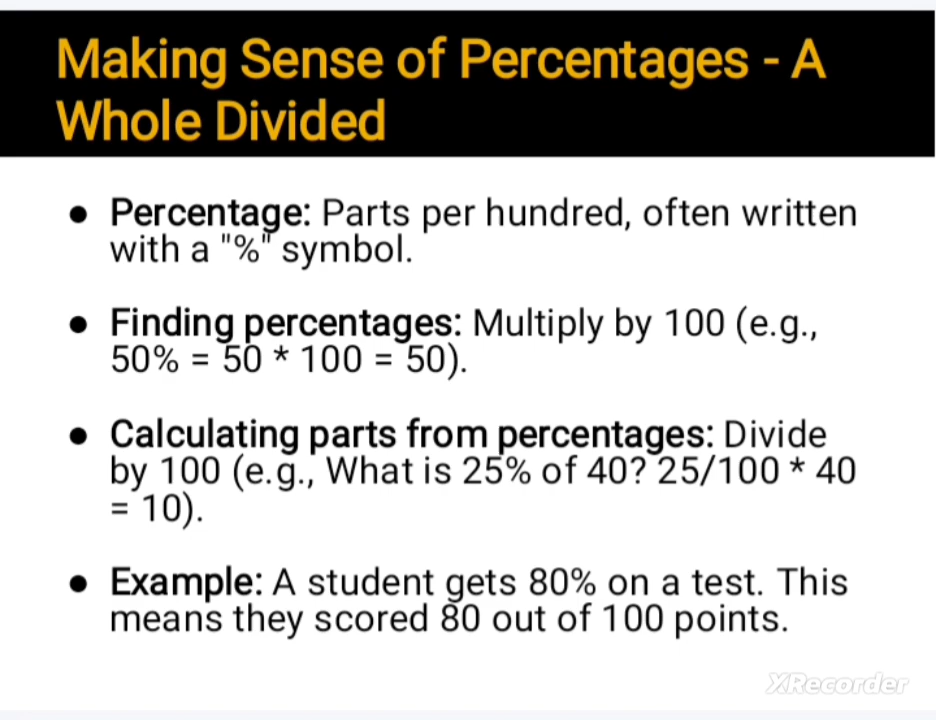 Making Sense of Percentages - A
Whole Divided
● Percentage: Parts per hundred, often written
with a "%" symbol.
● Finding percentages: Multiply by 100 (e.g.,
50% = 50 * 100 = 50).
● Calculating parts from percentages: Divide
by 100 (e.g., What is 25% of 40? 25/100 * 40
= 10).
● Example: A student gets 80% on a test. This
means they scored 80 out of 100 points.
XRecorder